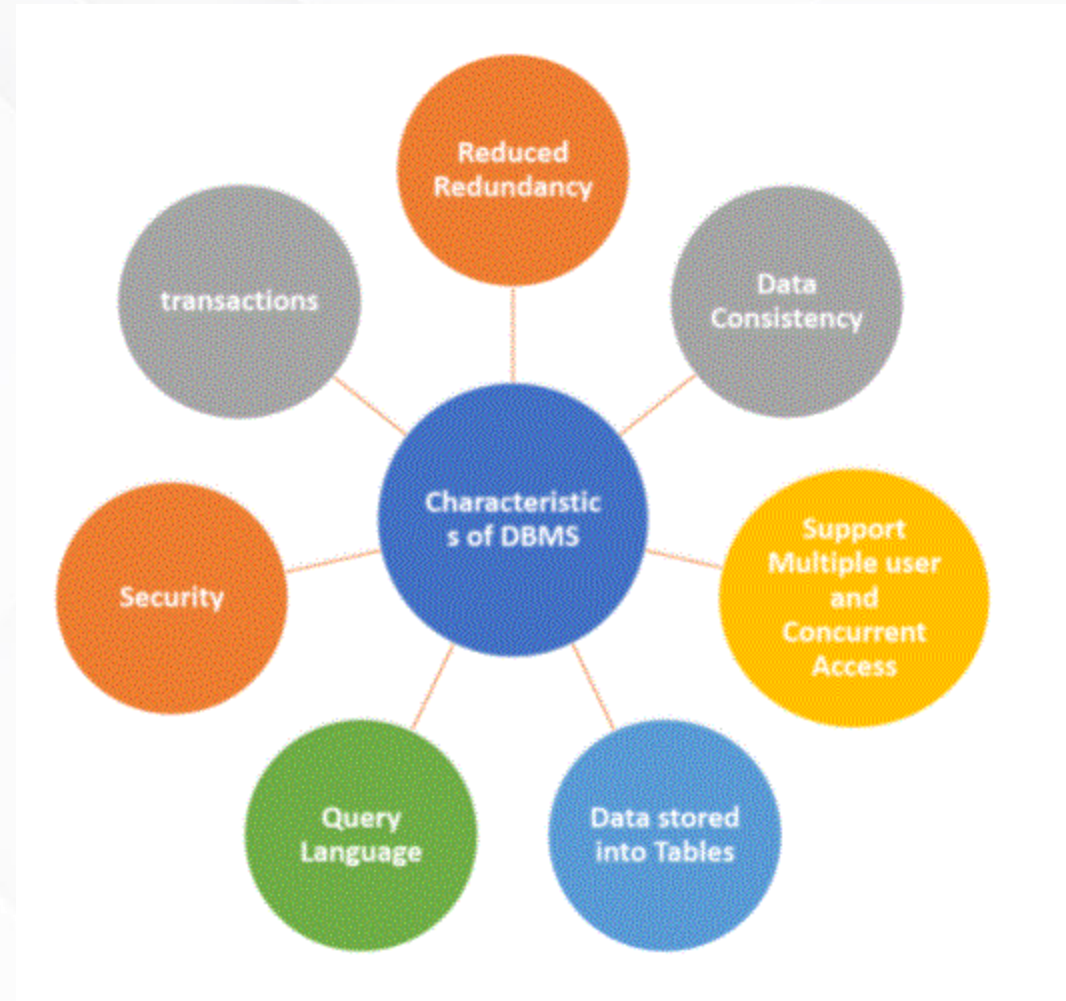 Reduced
Redundancy
Data
Consistency
transactions
Characteristic
s of DBMS
Support
Multiple user
and
Concurrent
Access
Security
Query
Language
Data stored
into Tables